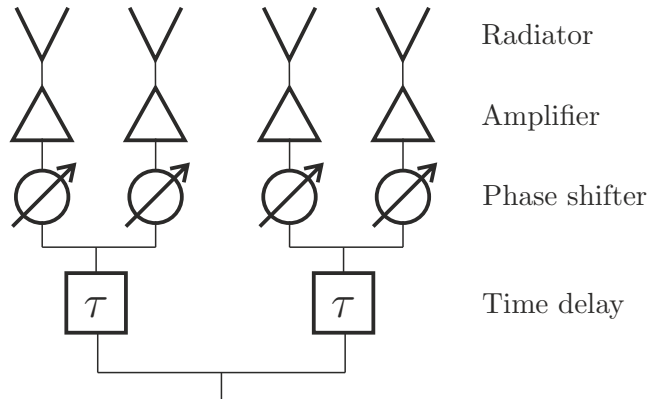 Radiator
Amplifier
Phase shifter
τ
τ
Time delay